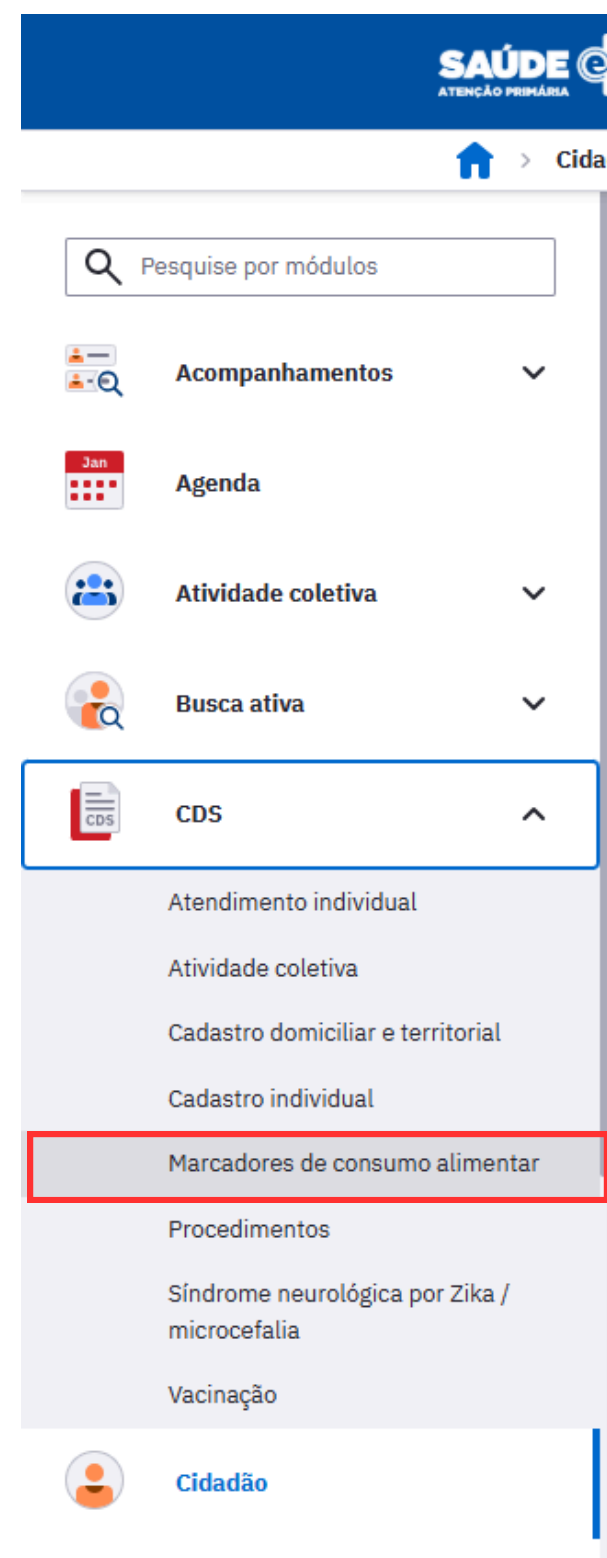 SAÚDE
ATENÇÃO PRIMÁRIA
Pesquise por módulos
Acompanhamentos
Jan
Agenda
Atividade coletiva
Busca ativa
CDS
CDS
Atendimento individual
Atividade coletiva
Cadastro domiciliar e territorial
Cadastro individual
Marcadores de consumo alimentar
Procedimentos
Síndrome neurológica por Zika /
microcefalia
Vacinação
Cidadão